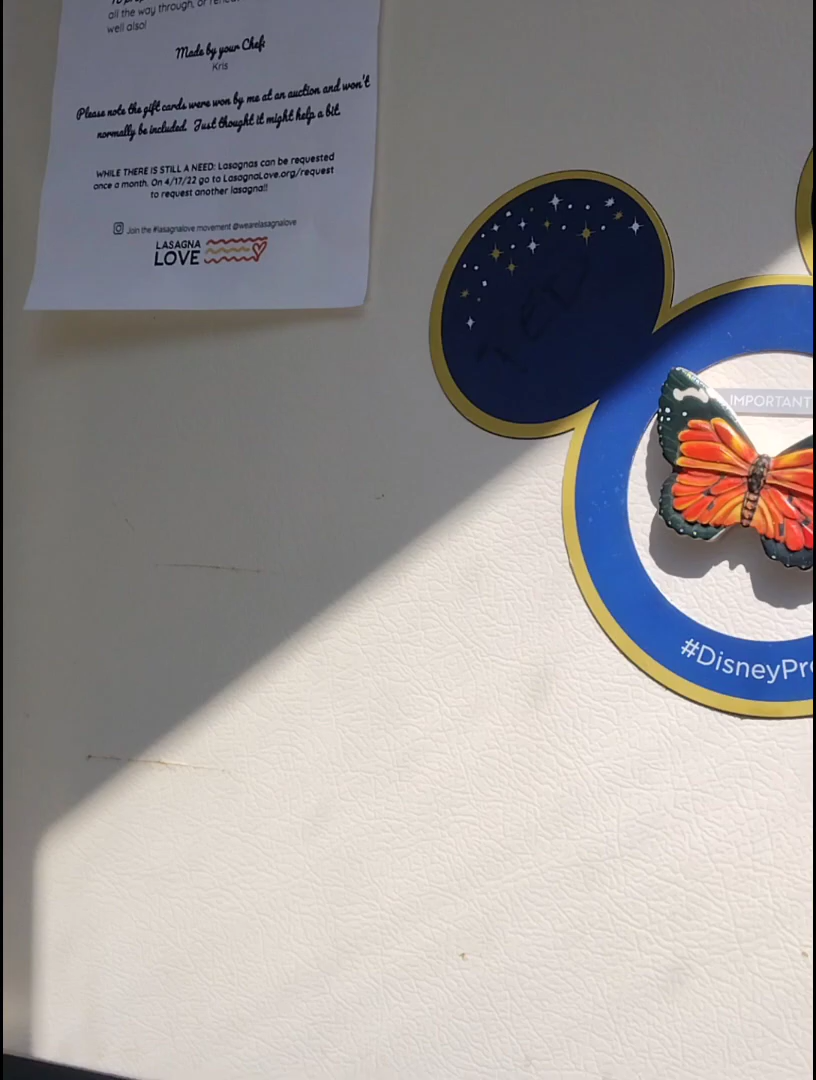 all the way through, or
well also!
Made by your Chef:
Kris
Please note the gift cards were won by me at an auction and won't
normally be included. Just thought it might help a bit.
WHILE THERE IS STILL A NEED: Lasagnas can be requested
once a month. On 4/17/22 go to LasagnaLove.org/request
to request another lasagna!!
Join the #lasagnalove movement @wearelasagnalove
LASAGNA
LOVE
IMPORTANT
#DisneyPr